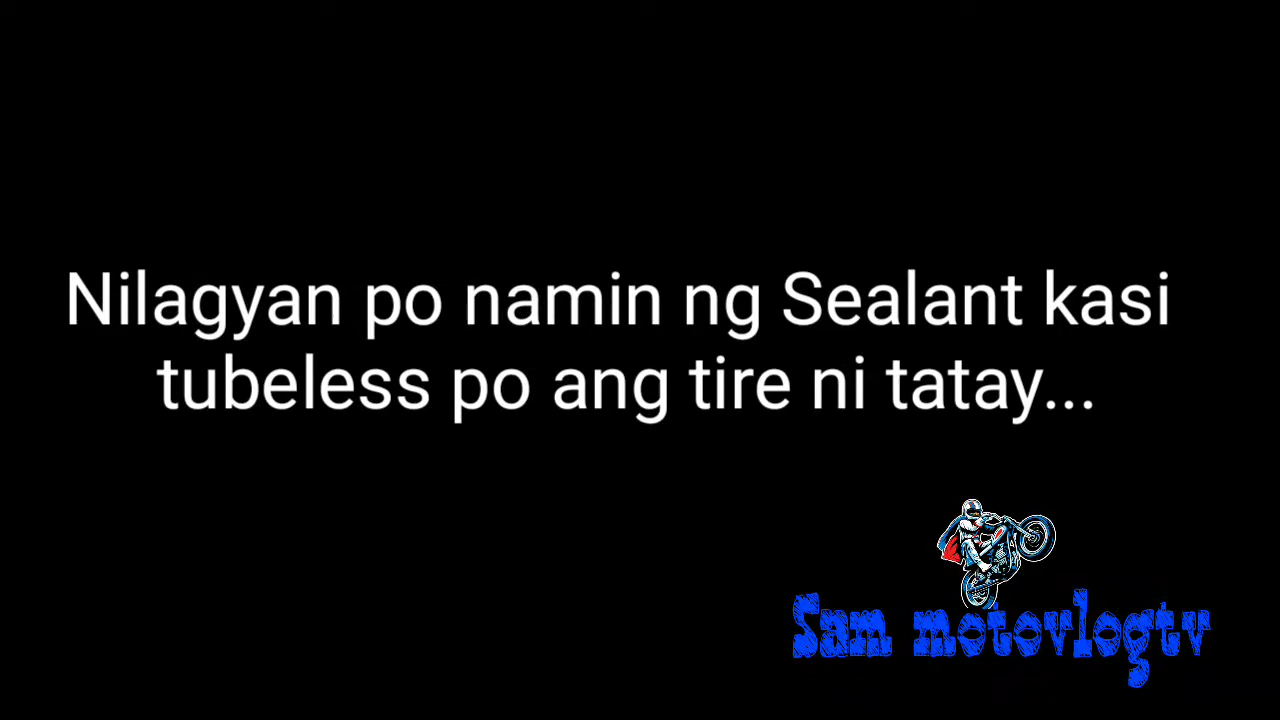 Nilagyan po namin ng Sealant kasi
tubeless po ang tire ni tatay...
Sam motovlogtv